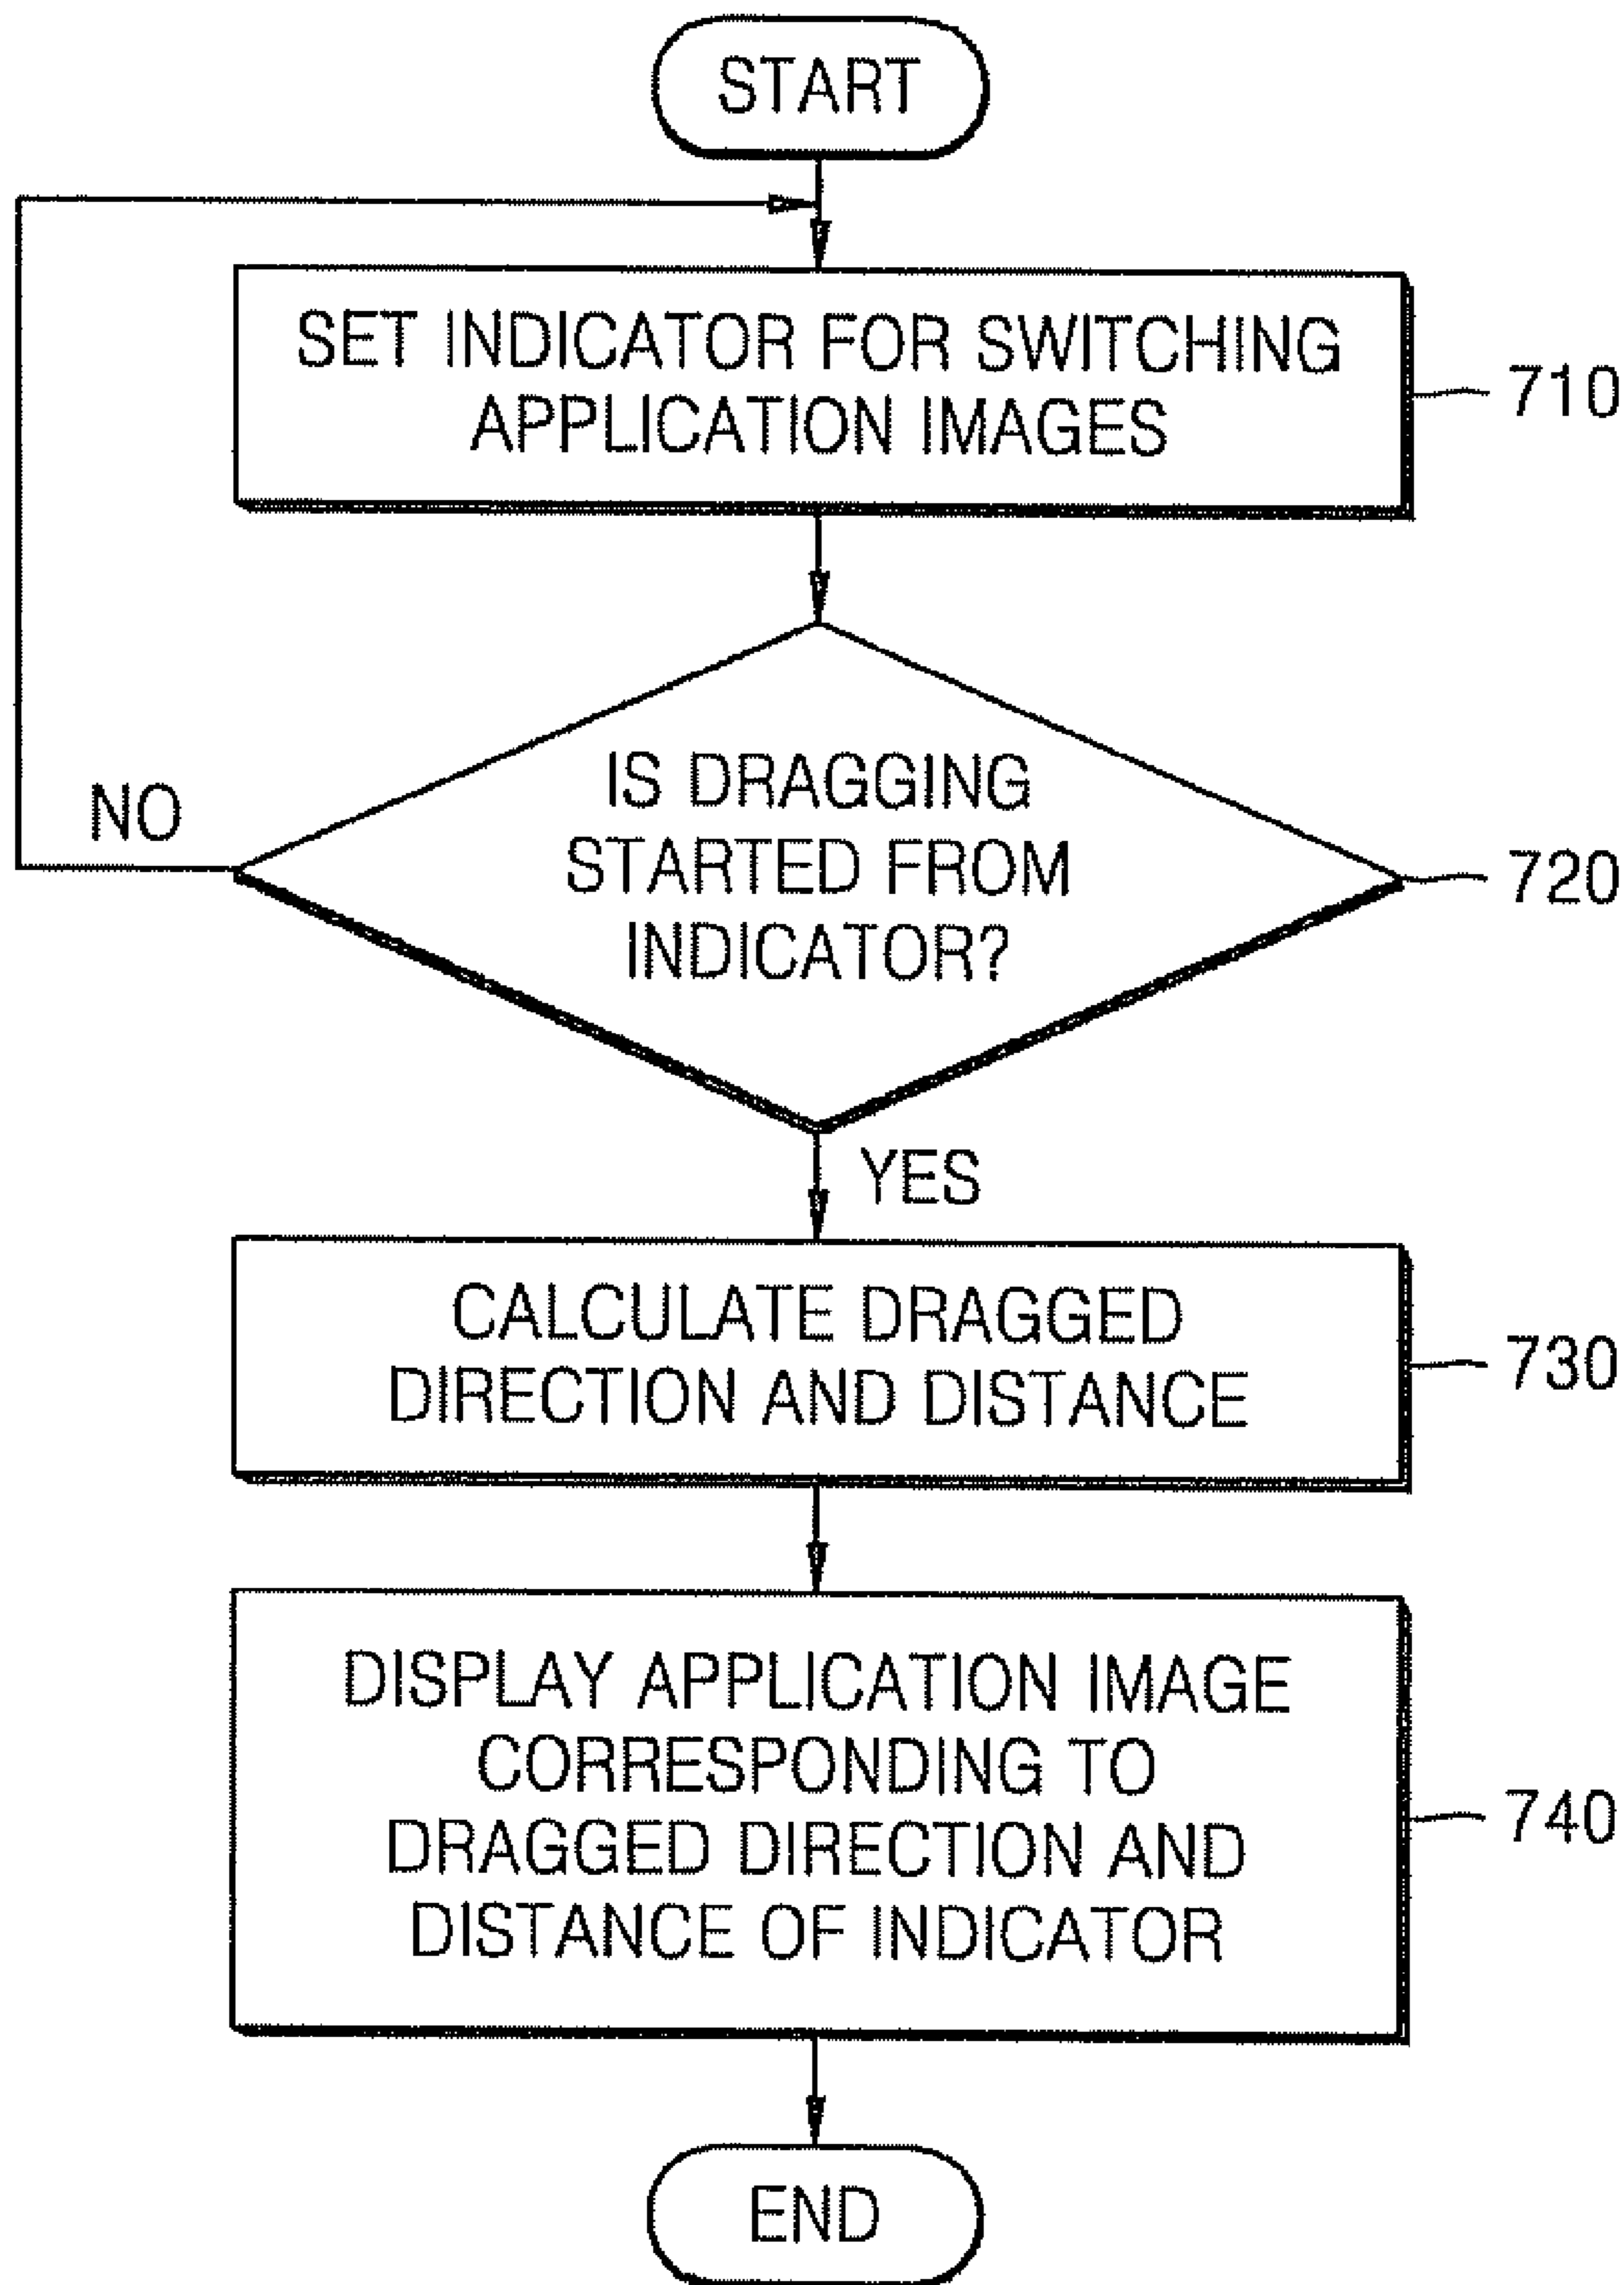 START
SET INDICATOR FOR SWITCHING
APPLICATION IMAGES
710
IS DRAGGING
STARTED FROM
INDICATOR?
720
NO
YES
CALCULATE DRAGGED
DIRECTION AND DISTANCE
730
DISPLAY APPLICATION IMAGE
CORRESPONDING TO
DRAGGED DIRECTION AND
DISTANCE OF INDICATOR
740
END